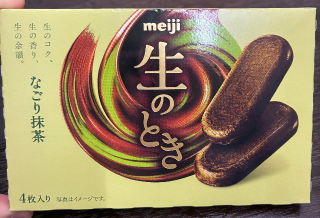 meiji
生のコク、
生の香り、
生の余韻。
なごり抹茶
生のとき
4枚入り 写真はイメージです。